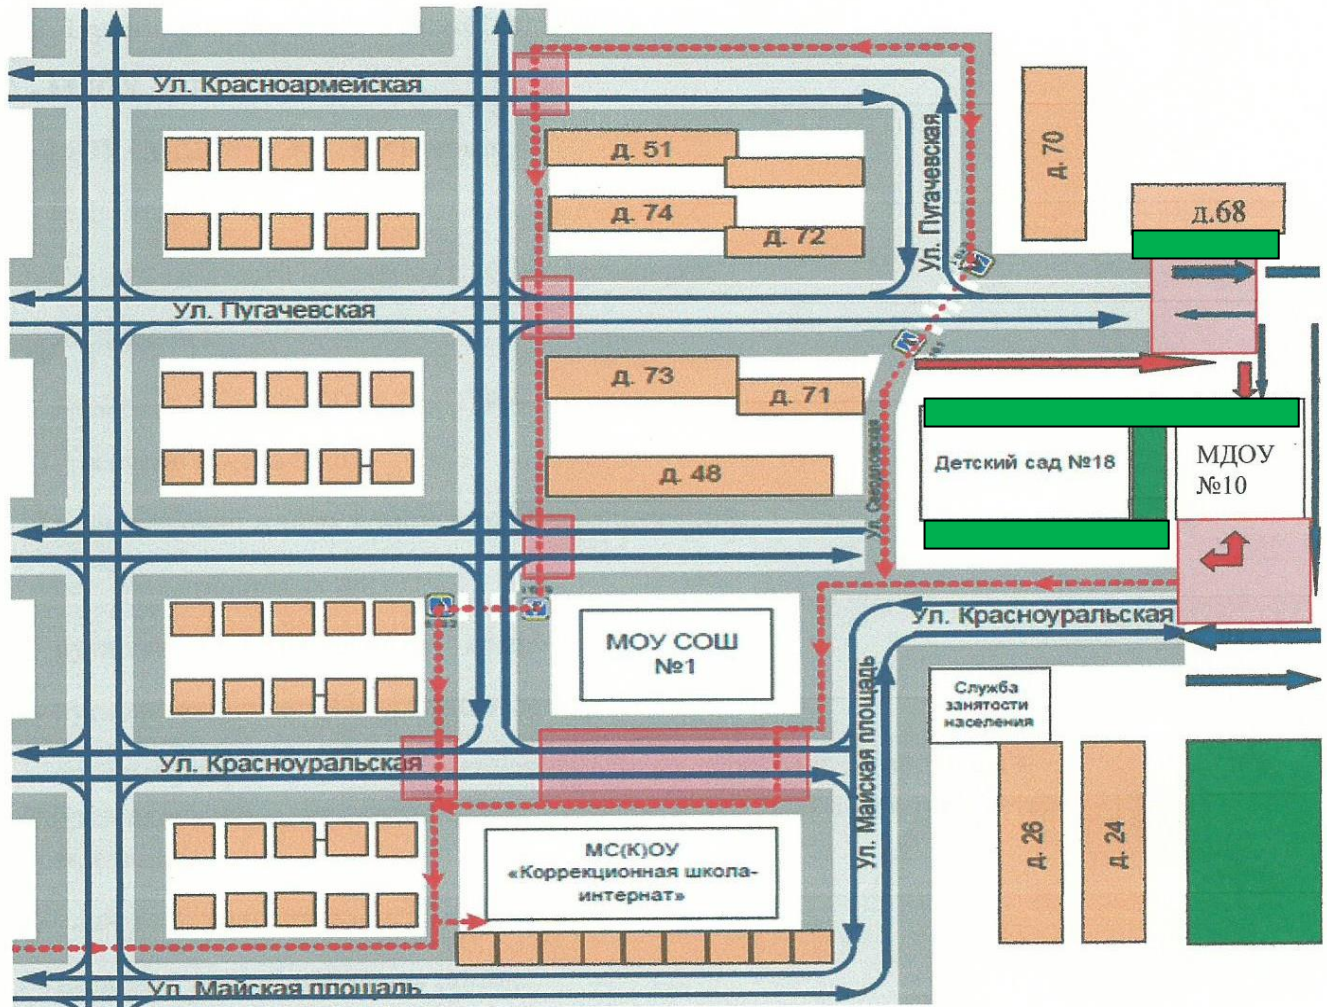 Ул. Красноармейская
д. 51
д. 74
д. 72
Ул. Пугачевская
д. 70
д.68
Ул. Пугачевская
д. 73
д. 71
д. 48
Ул. Свердловская
Детский сад №18
МДОУ
№10
МОУ СОШ
№1
Ул. Красноуральская
Служба
занятости
населения
Ул. Майская площадь
Ул. Красноуральская
МС(К)ОУ
«Коррекционная школа-
интернат»
д. 26
д. 24
Ул. Майская площадь